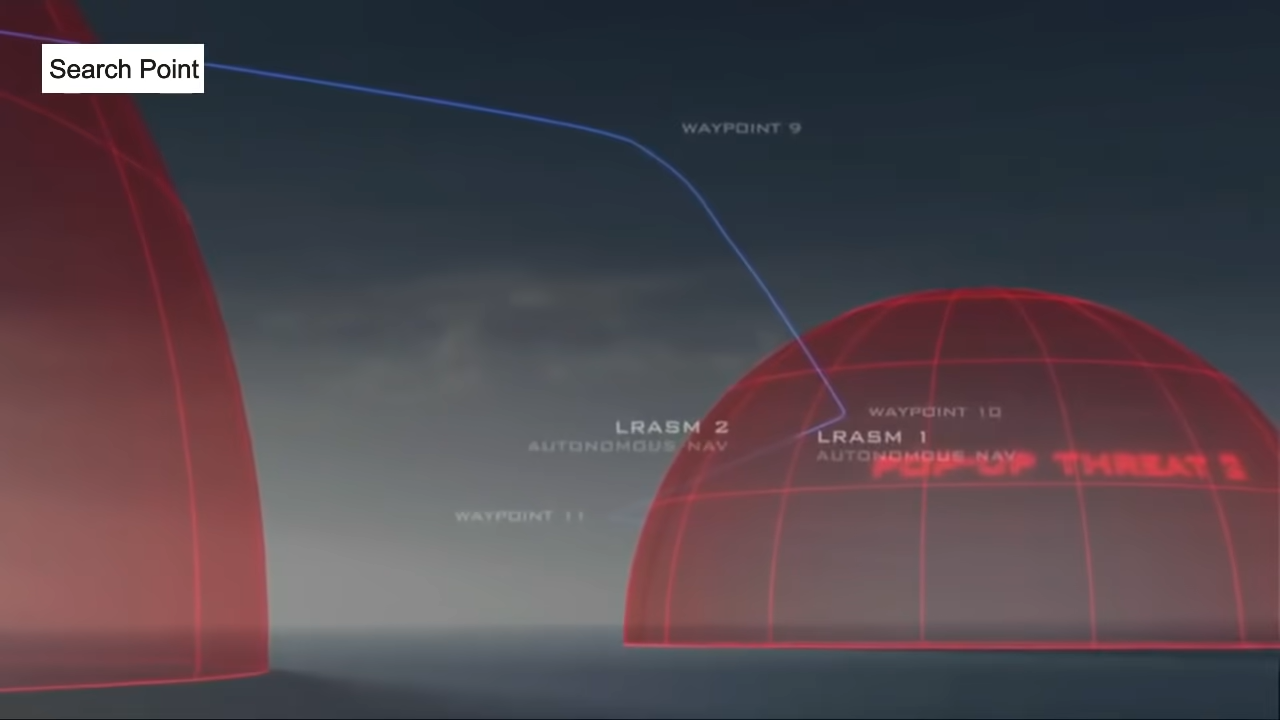 Search Point
WAYPOINT 9
WAYPOINT 10
LRASM 2
AUTONOMOUS NAV
LRASM 1
AUTONOMOUS NAV
POP-UP THREAT
WAYPOINT 11